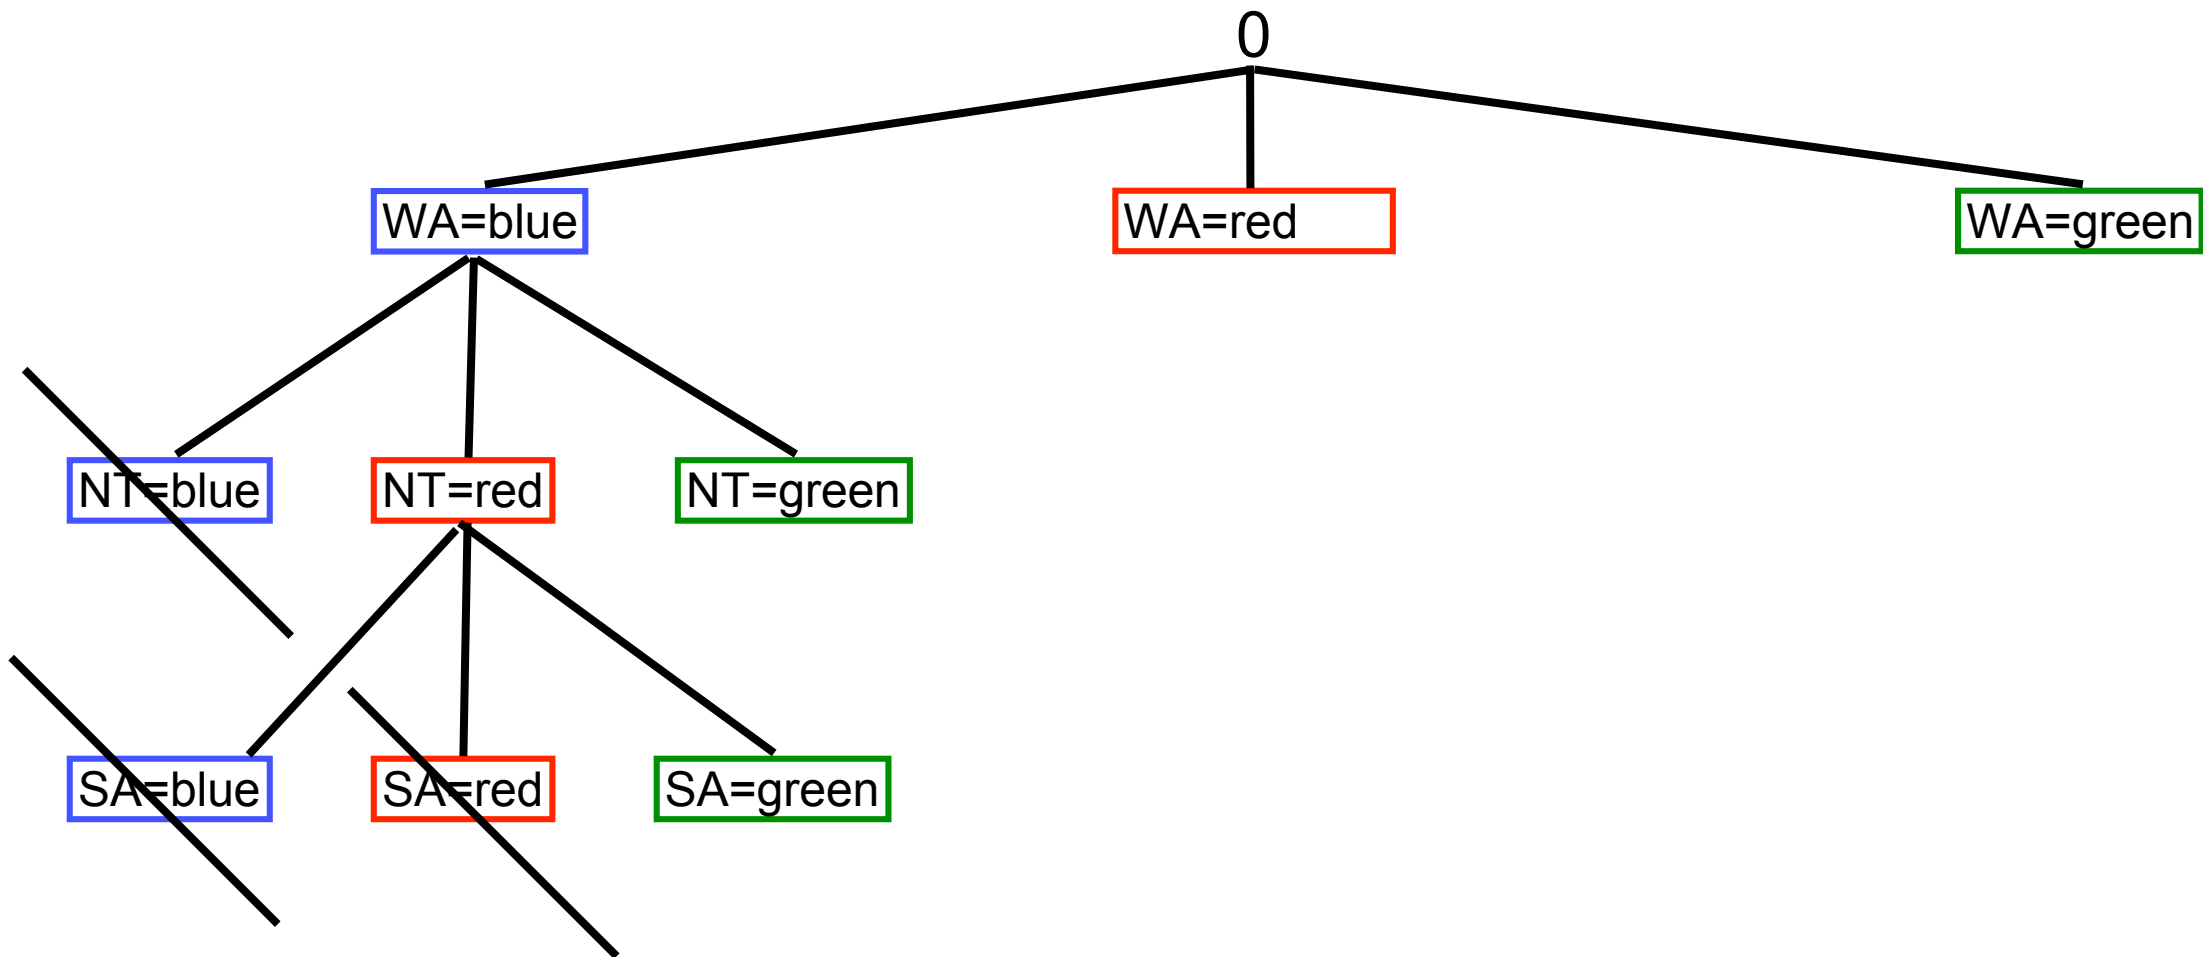 0
WA=blue
WA=red
WA=green
NT=blue
NT=red
NT=green
SA=blue
SA=red
SA=green